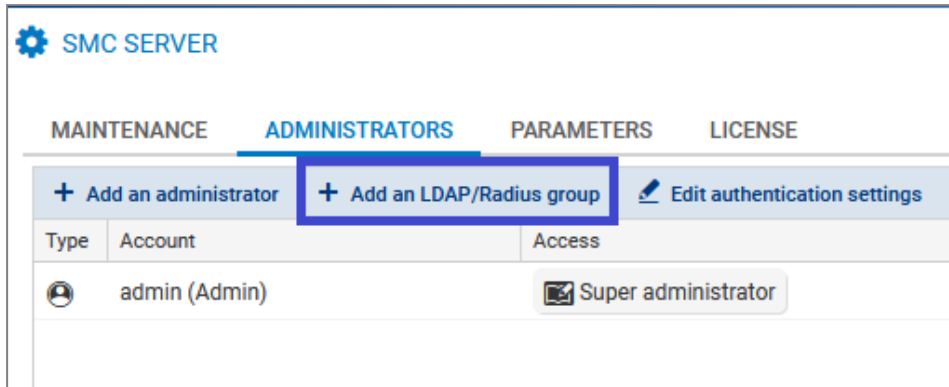 SMC SERVER
MAINTENANCE ADMINISTRATORS PARAMETERS LICENSE
+ Add an administrator + Add an LDAP/Radius group Edit authentication settings
Type Account Access
admin (Admin) Super administrator